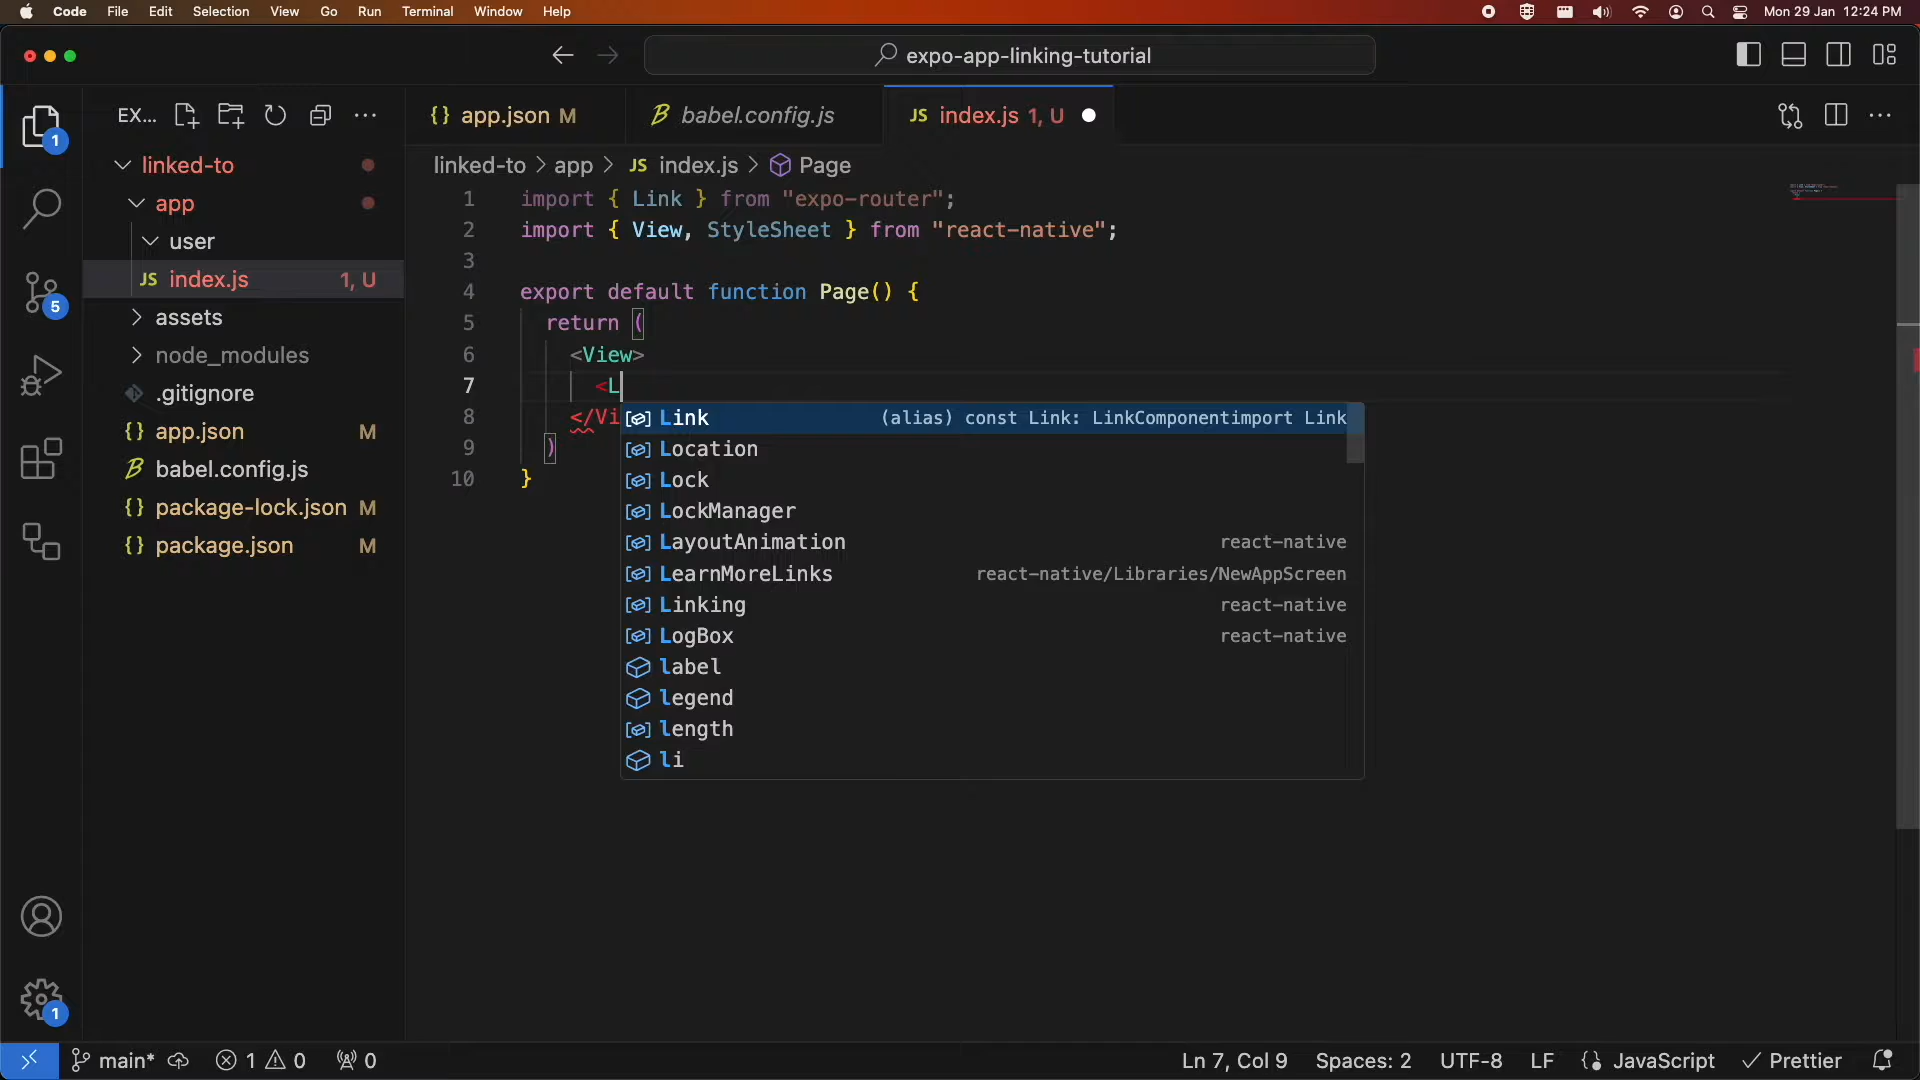 Code File Edit Selection View Go Run Terminal Window Help Mon 29 Jan 12:24 PM
expo-app-linking-tutorial
EX...
{} app.json M
babel.config.js
JS index.js 1, U
linked-to > app > JS index.js > Page
linked-to
app
user
JS index.js 1, U
assets
node_modules
.gitignore
{} app.json M
babel.config.js
{} package-lock.json M
{} package.json M
1
5
1
1 import { Link } from "expo-router";
2 import { View, StyleSheet } from "react-native";
3
4 export default function Page() {
5 return (
6 <View>
7 <L
8 </Vi
9 )
10 }
Link (alias) const Link: LinkComponentimport Link
Location
Lock
LockManager
LayoutAnimation react-native
LearnMoreLinks react-native/Libraries/NewAppScreen
Linking react-native
LogBox react-native
label
legend
length
li
main* 1 0 0 Ln 7, Col 9 Spaces: 2 UTF-8 LF {} JavaScript Prettier